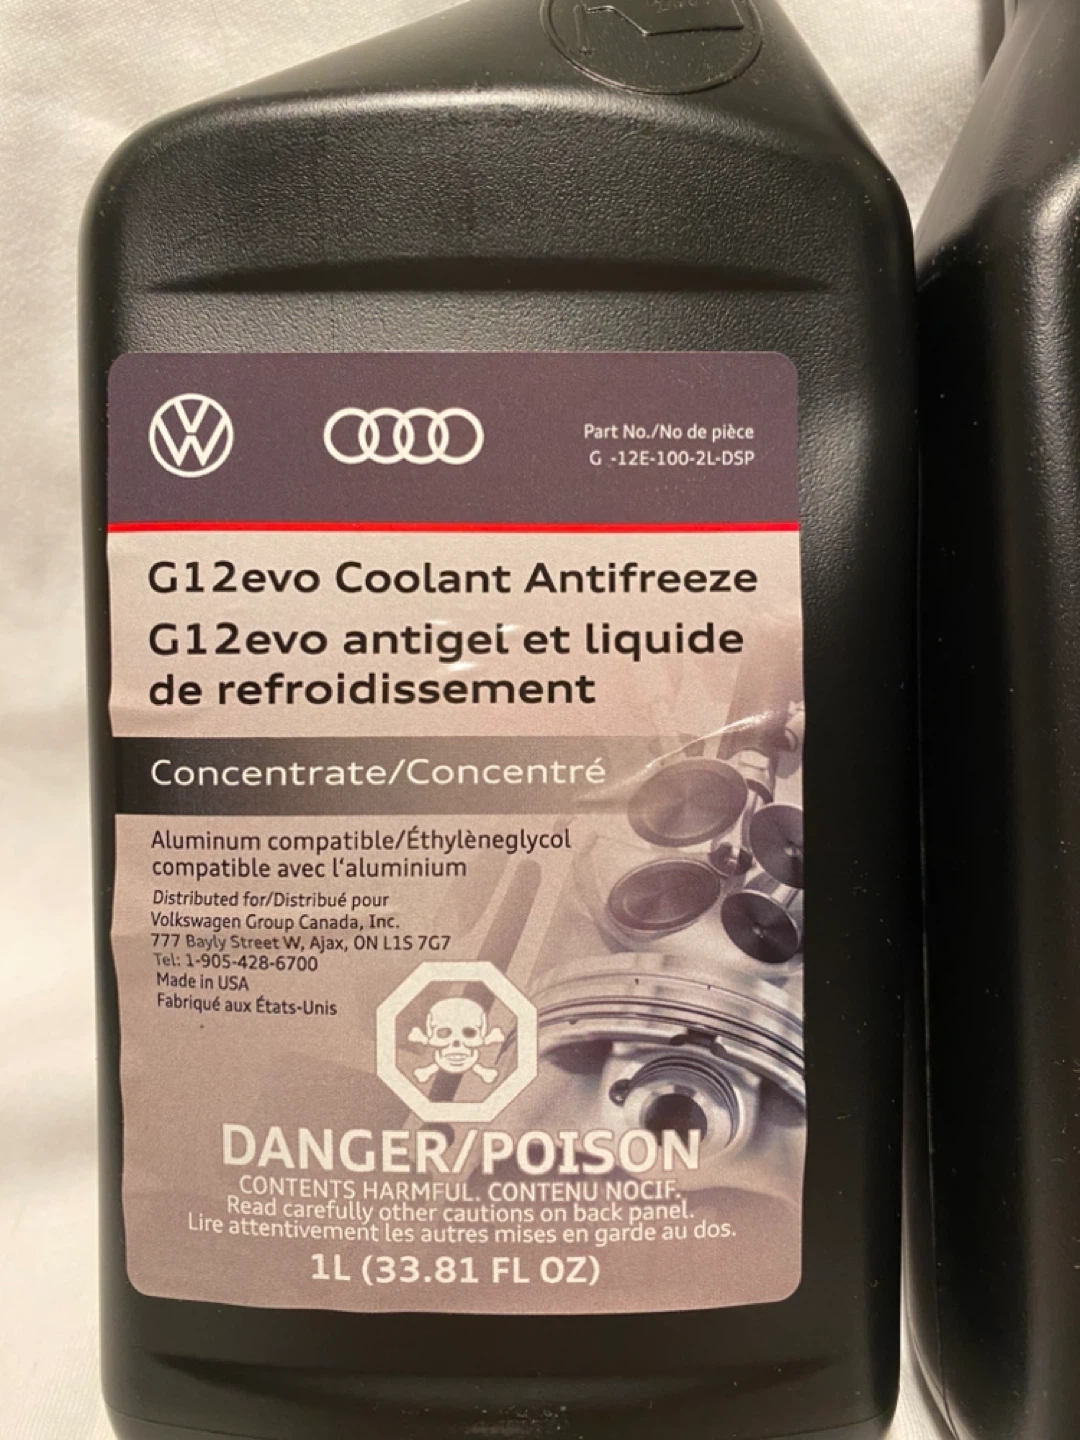 Part No./No de pièce
G -12E-100-2L-DSP
G12evo Coolant Antifreeze
G12evo antigel et liquide
de refroidissement
Concentrate/Concentré
Aluminum compatible/Éthylèneglycol
compatible avec l'aluminium
Distributed for/Distribué pour
Volkswagen Group Canada, Inc.
777 Bayly Street W, Ajax, ON L1S 7G7
Tel: 1-905-428-6700
Made in USA
Fabriqué aux États-Unis
DANGER/POISON
CONTENTS HARMFUL. CONTENU NOCIF.
Read carefully other cautions on back panel.
Lire attentivement les autres mises en garde au dos.
1L (33.81 FL OZ)